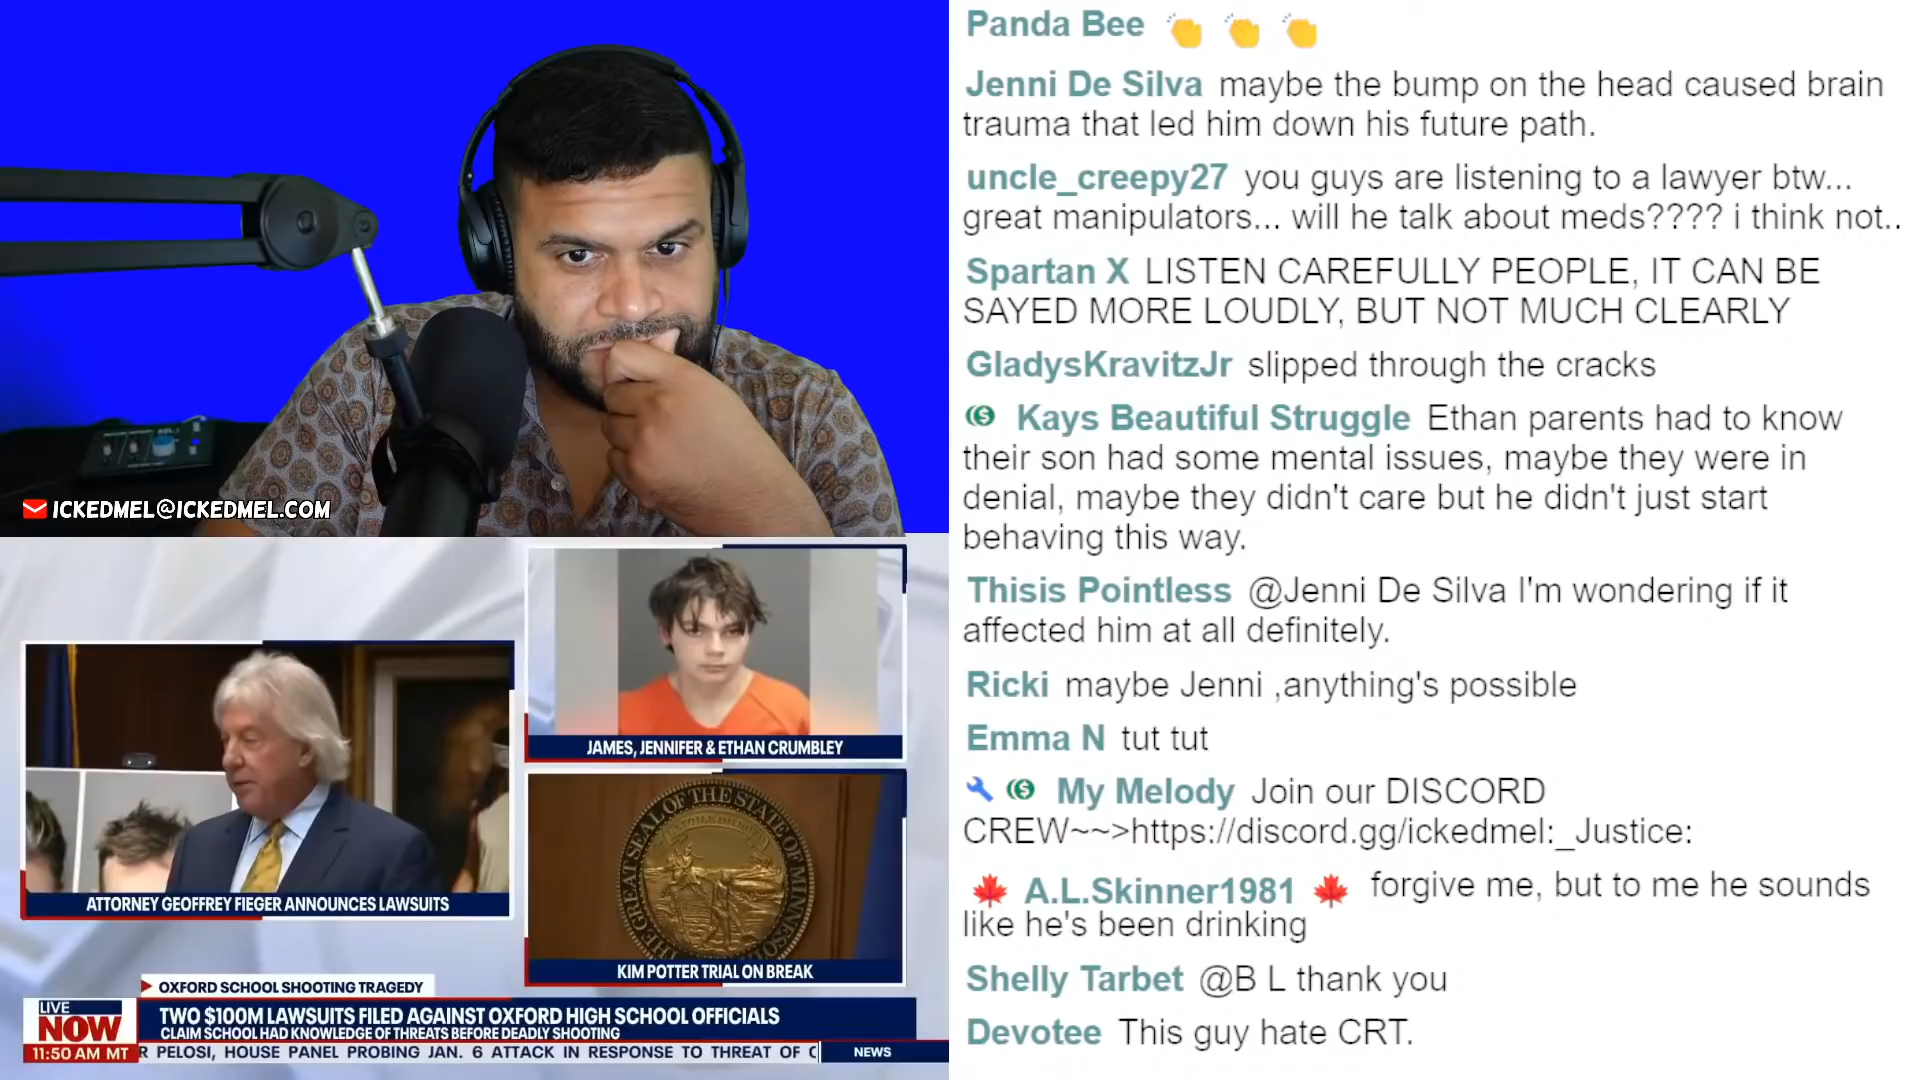 Panda Bee 👏 👏 👏
Jenni De Silva maybe the bump on the head caused brain
trauma that led him down his future path.
uncle_creepy27 you guys are listening to a lawyer btw...
great manipulators... will he talk about meds???? i think not..
Spartan X LISTEN CAREFULLY PEOPLE, IT CAN BE
SAYED MORE LOUDLY, BUT NOT MUCH CLEARLY
GladysKravitzJr slipped through the cracks
Kays Beautiful Struggle Ethan parents had to know
their son had some mental issues, maybe they were in
denial, maybe they didn't care but he didn't just start
behaving this way.
Thisis Pointless @Jenni De Silva I'm wondering if it
affected him at all definitely.
Ricki maybe Jenni ,anything's possible
Emma N tut tut
My Melody Join our DISCORD
CREW~~>https://discord.gg/ickedmel:_Justice:
🍁 A.L.Skinner1981 🍁 forgive me, but to me he sounds
like he's been drinking
Shelly Tarbet @B L thank you
Devotee This guy hate CRT.
ICKEDMEL@ICKEDMEL.COM
JAMES, JENNIFER & ETHAN CRUMBLEY
ATTORNEY GEOFFREY FIEGER ANNOUNCES LAWSUITS
THE GREAT SEAL OF THE STATE OF MINNESO
KIM POTTER TRIAL ON BREAK
OXFORD SCHOOL SHOOTING TRAGEDY
LIVE
NOW
TWO $100M LAWSUITS FILED AGAINST OXFORD HIGH SCHOOL OFFICIALS
CLAIM SCHOOL HAD KNOWLEDGE OF THREATS BEFORE DEADLY SHOOTING
11:50 AM MT
R PELOSI, HOUSE PANEL PROBING JAN. 6 ATTACK IN RESPONSE TO THREAT OF
NEWS